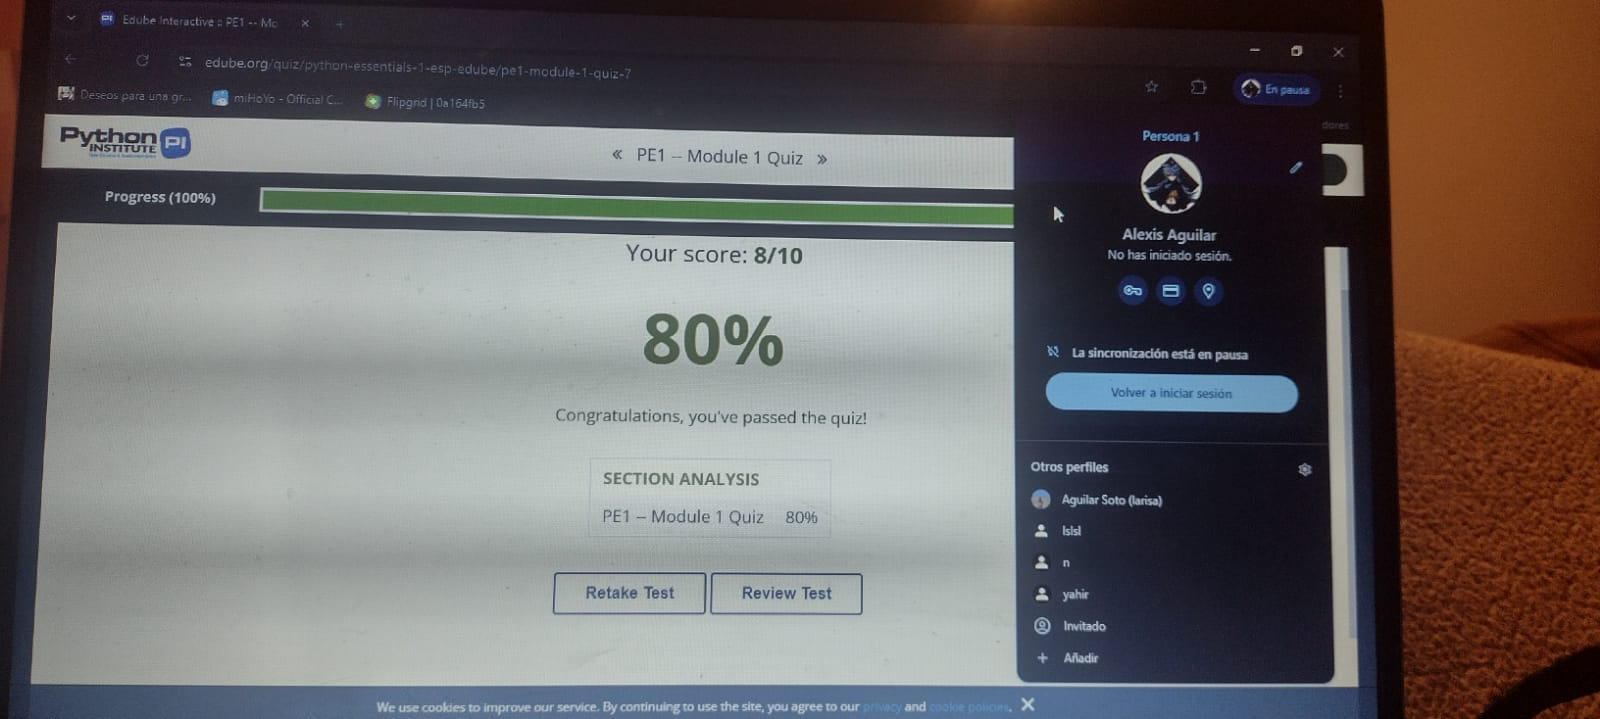 Edube Interactive :: PE1 -- Mc
edube.org/quiz/python-essentials-1-esp-edube/pe1-module-1-quiz-7
En pausa
Deseos para una gr...
miHoYo - Official C...
Flipgrid | 0a164fb5
Python
INSTITUTE
PI
« PE1 – Module 1 Quiz »
Progress (100%)
Your score: 8/10
80%
Congratulations, you've passed the quiz!
SECTION ANALYSIS
PE1 – Module 1 Quiz 80%
Retake Test
Review Test
We use cookies to improve our service. By continuing to use the site, you agree to our privacy and cookie policies.
Persona 1
Alexis Aguilar
No has iniciado sesión.
La sincronización está en pausa
Volver a iniciar sesión
Otros perfiles
Aguilar Soto (larisa)
lslsl
n
yahir
Invitado
Añadir